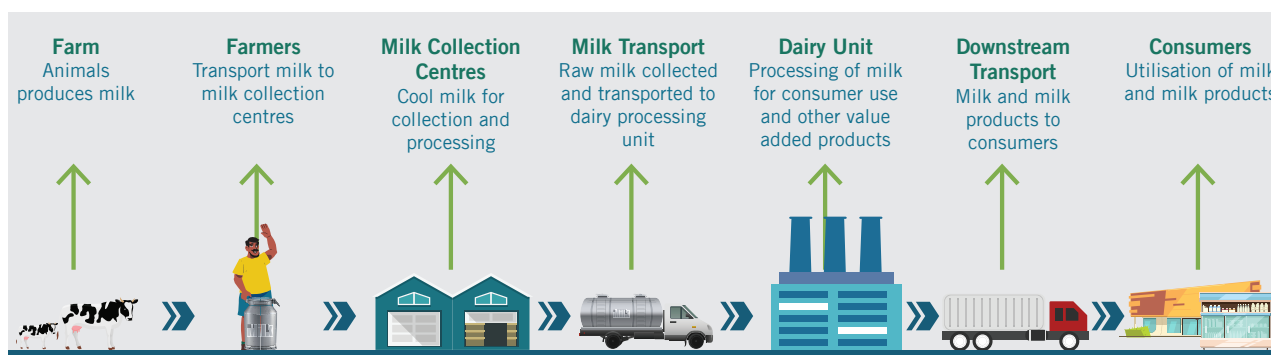 Farm
Animals
produces milk
Farmers
Transport milk to
milk collection
centres
Milk Collection
Centres
Cool milk for
collection and
processing
Milk Transport
Raw milk collected
and transported to
dairy processing
unit
Dairy Unit
Processing of milk
for consumer use
and other value
added products
Downstream
Transport
Milk and milk
products to
consumers
Consumers
Utilisation of milk
and milk products